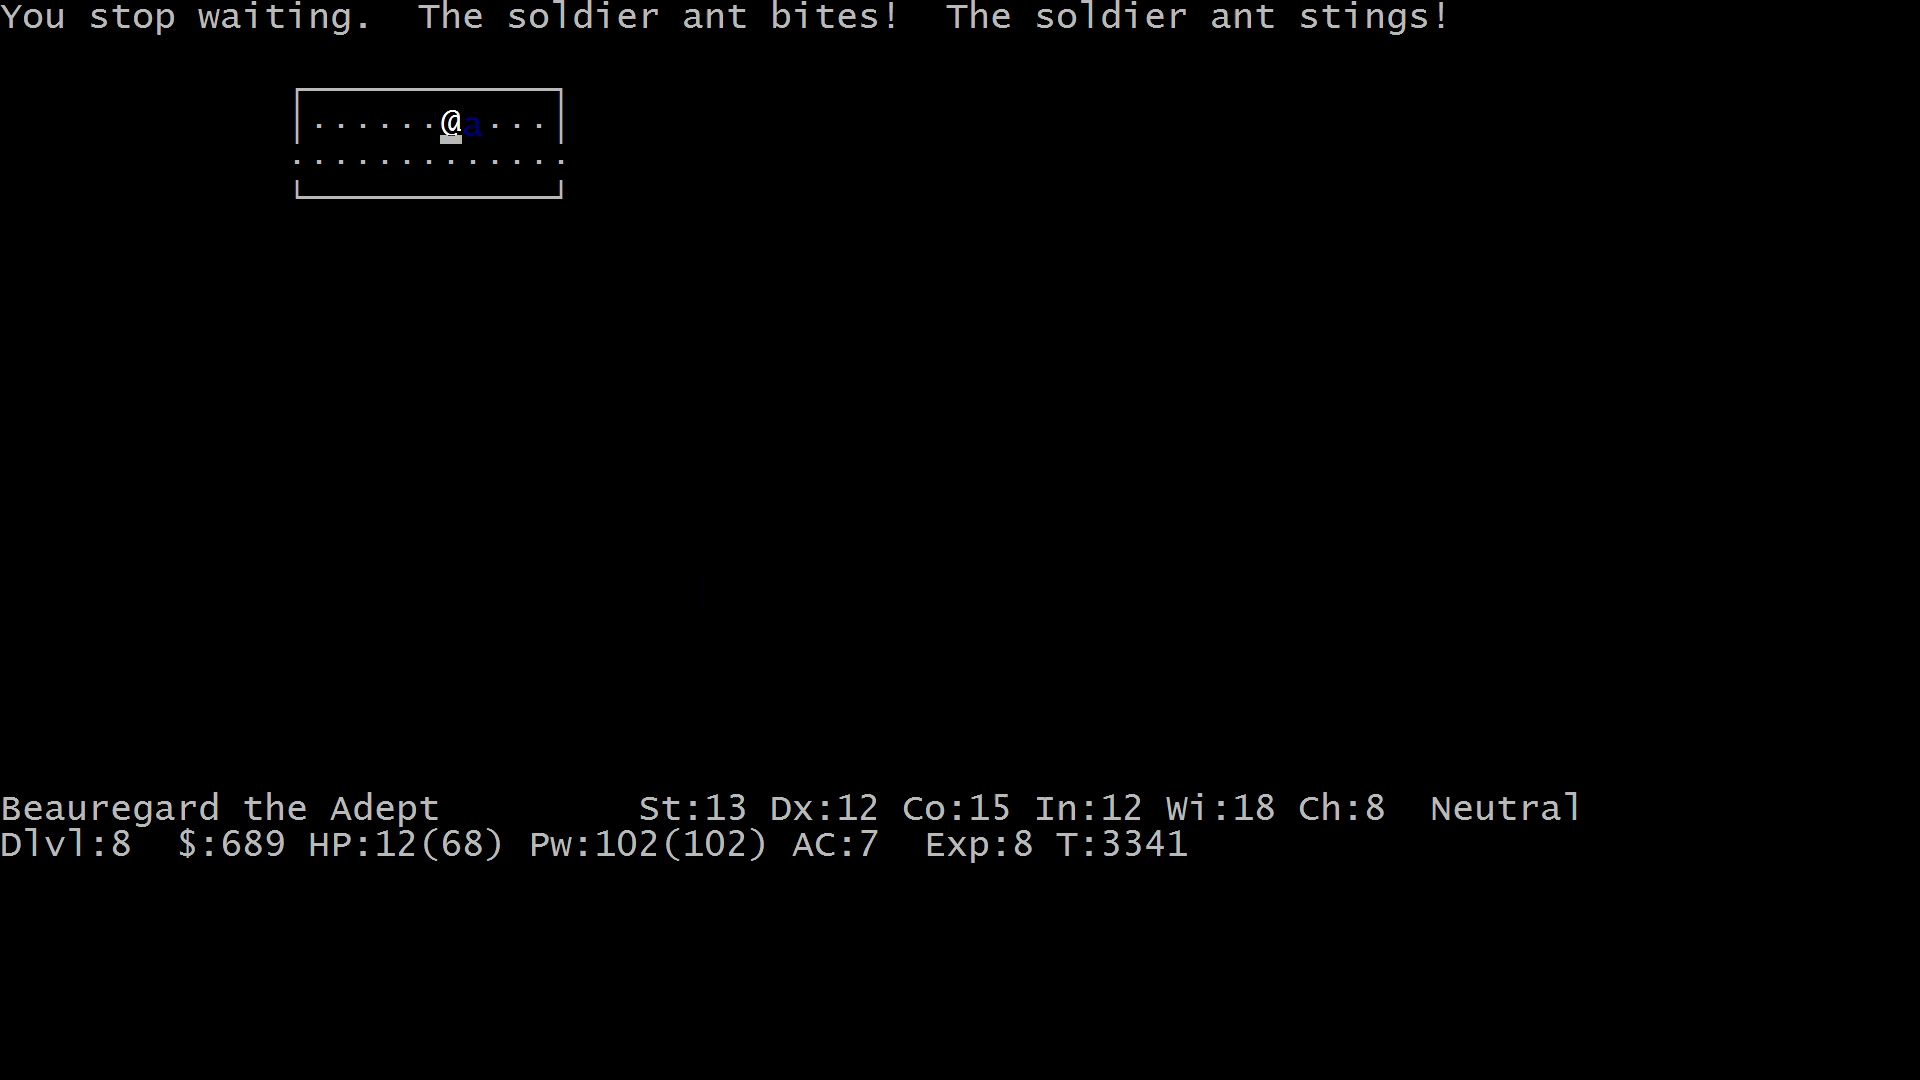 You stop waiting.  The soldier ant bites!  The soldier ant stings!
┌───────────┐
│......@a...│
.............
└───────────┘
Beauregard the Adept         St:13 Dx:12 Co:15 In:12 Wi:18 Ch:8  Neutral
Dlvl:8  $:689 HP:12(68) Pw:102(102) AC:7  Exp:8 T:3341